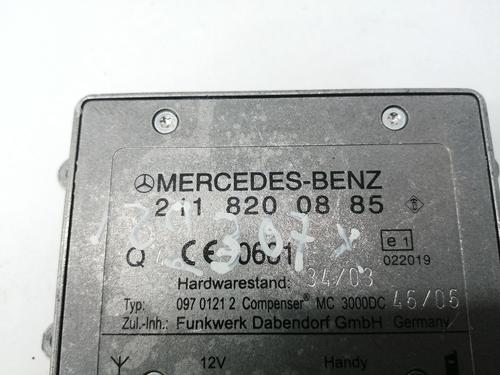 MERCEDES-BENZ
211 820 08 85
Q CE 0681 e1
022019
Hardwarestand: 34/03
Typ: 097 0121 2 Compenser® MC 3000DC 45/05
Zul.-Inh.: Funkwerk Dabendorf GmbH Germany
12V Handy